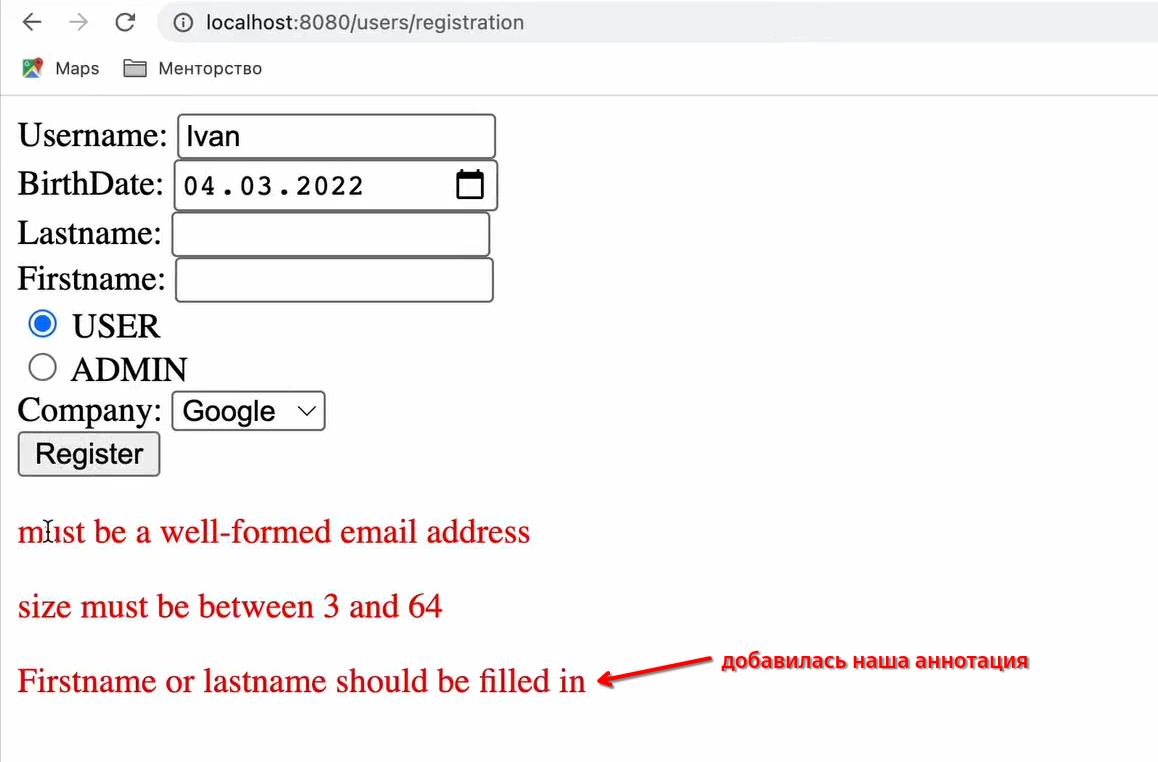 localhost:8080/users/registration
Maps Менторство
Username: Ivan
BirthDate: 04.03.2022
Lastname:
Firstname:
USER
ADMIN
Company: Google
Register
must be a well-formed email address
size must be between 3 and 64
Firstname or lastname should be filled in
добавилась наша аннотация